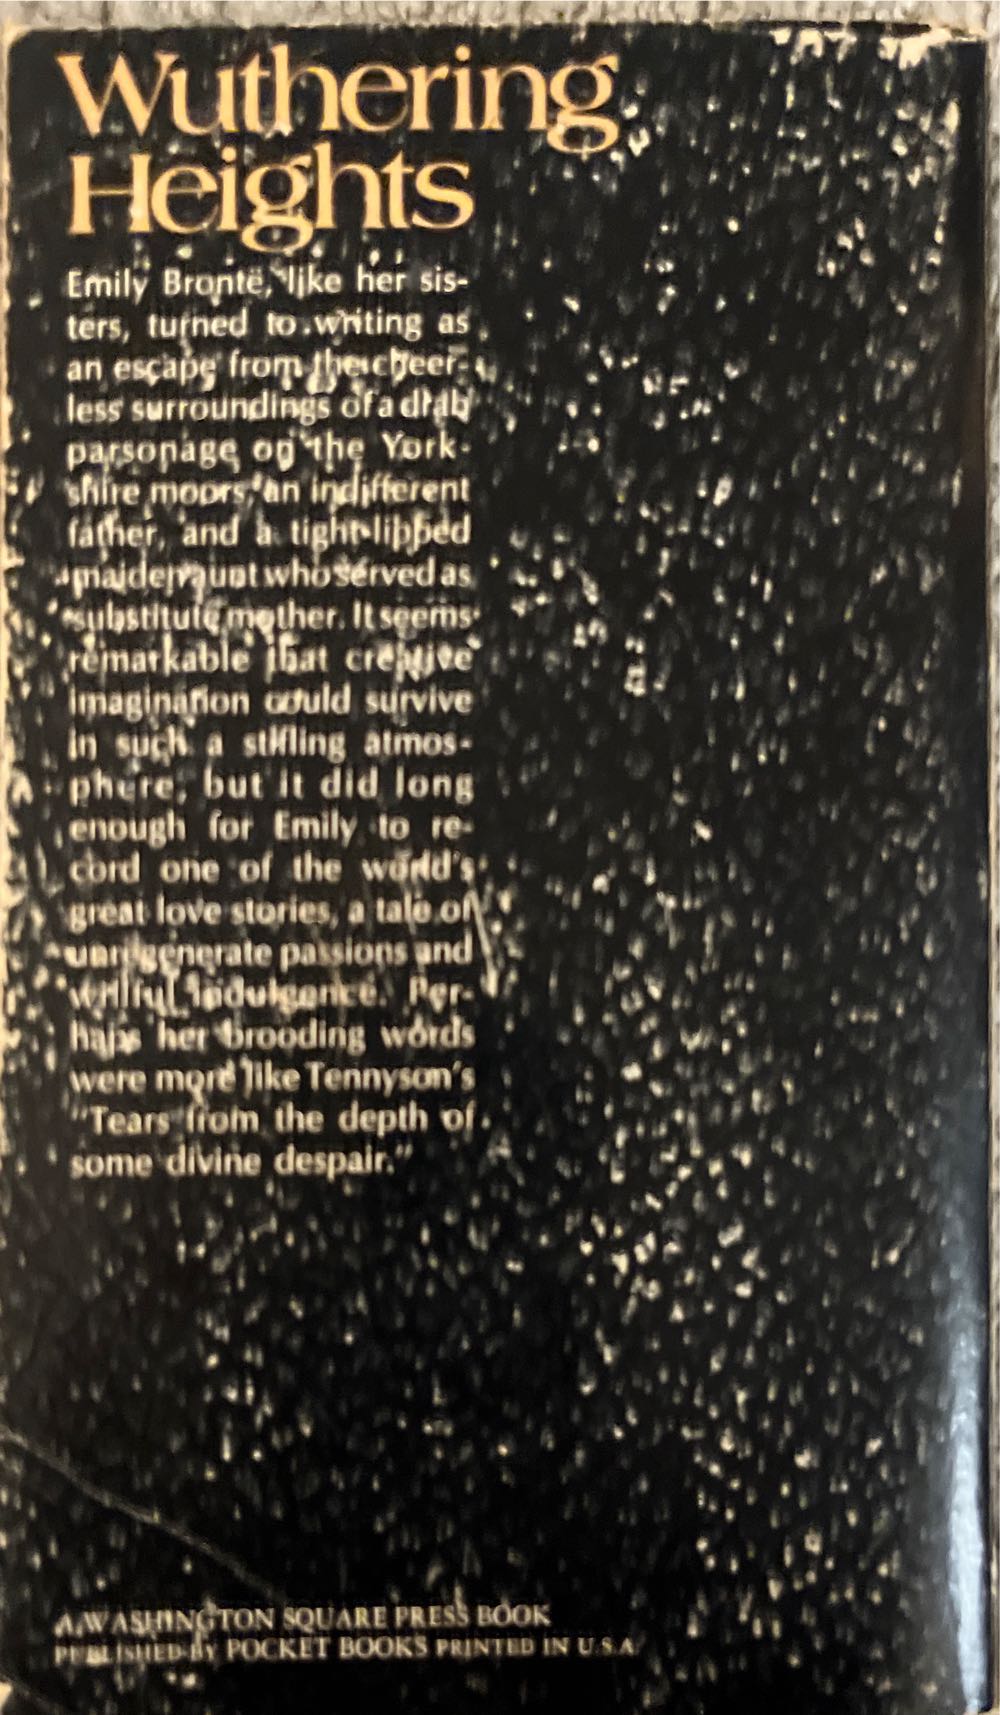 Wuthering
Heights
Emily Brontë, like her sis-
ters, turned to writing as
an escape from the cheer-
less surroundings of a drab
parsonage on the York-
shire moors, an indifferent
father, and a tight-lipped
maiden aunt who served as
substitute mother. It seems
remarkable that creative
imagination could survive
in such a stifling atmos-
phere, but it did long
enough for Emily to re-
cord one of the world's
great love stories, a tale of
unregenerate passions and
willful indulgence. Per-
haps her brooding words
were more like Tennyson's
"Tears from the depth of
some divine despair."
A WASHINGTON SQUARE PRESS BOOK
PUBLISHED BY POCKET BOOKS PRINTED IN U.S.A.